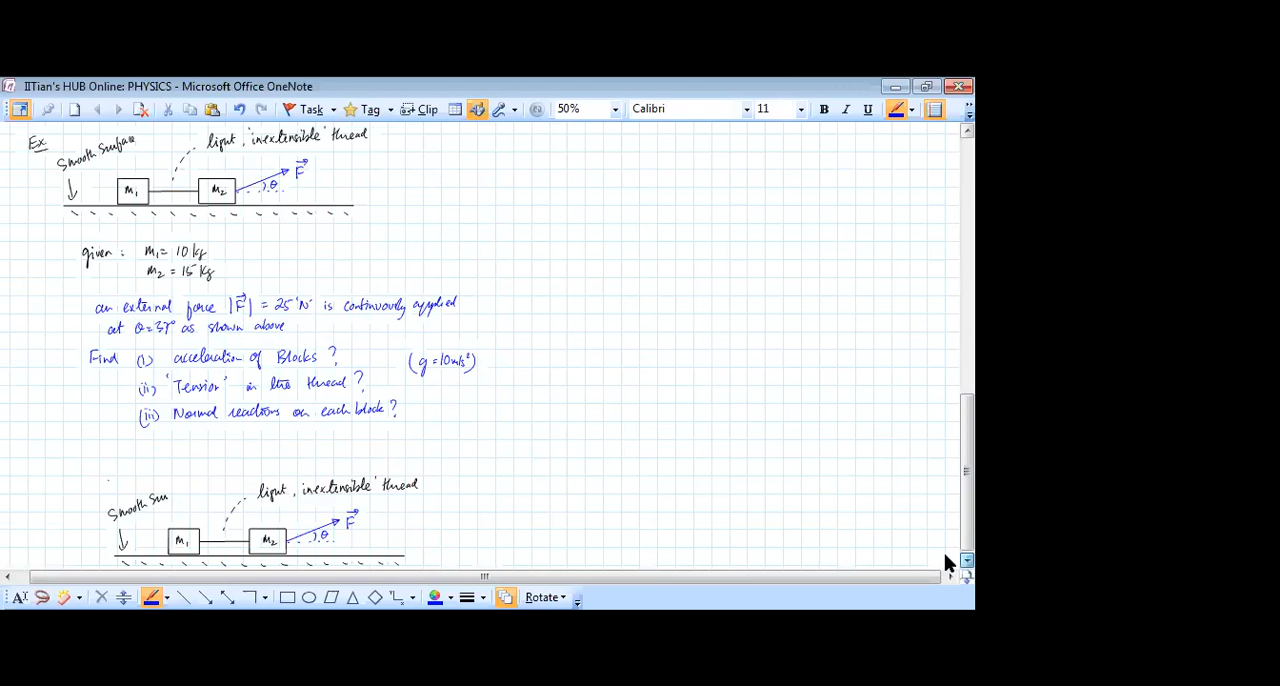 IITian's HUB Online: PHYSICS - Microsoft Office OneNote
Task Tag Clip 50% Calibri 11 B I U
Ex
Smooth Surface
light, 'inextensible' thread
m₁ m₂ θ F⃗
given : m₁ = 10 kg
m₂ = 15 Kg
an external force |F⃗| = 25 'N' is continuously applied
at θ = 37° as shown above
Find (i) acceleration of Blocks ? (g = 10 m/s²)
(ii) 'Tension' in the thread ?
(iii) Normal reactions on each block ?
light, inextensible' thread
Smooth Sur
m₁ m₂ θ F⃗
Rotate